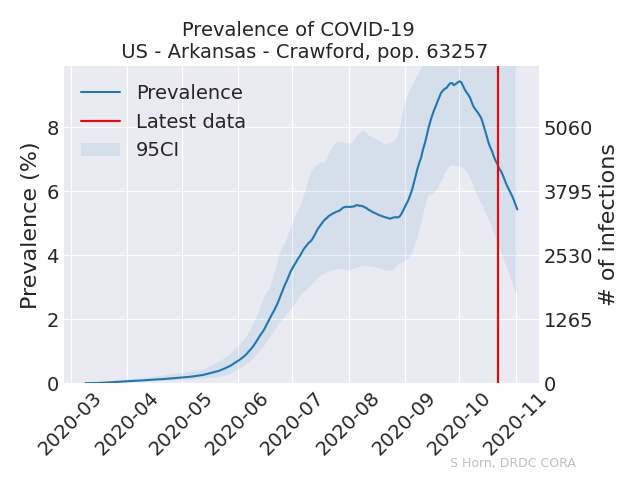 Prevalence of COVID-19
US - Arkansas - Crawford, pop. 63257
Prevalence
Latest data
95CI
Prevalence (%)
8
6
4
2
0
5060
3795
2530
1265
0
# of infections
2020-03
2020-04
2020-05
2020-06
2020-07
2020-08
2020-09
2020-10
2020-11
S Horn, DRDC CORA